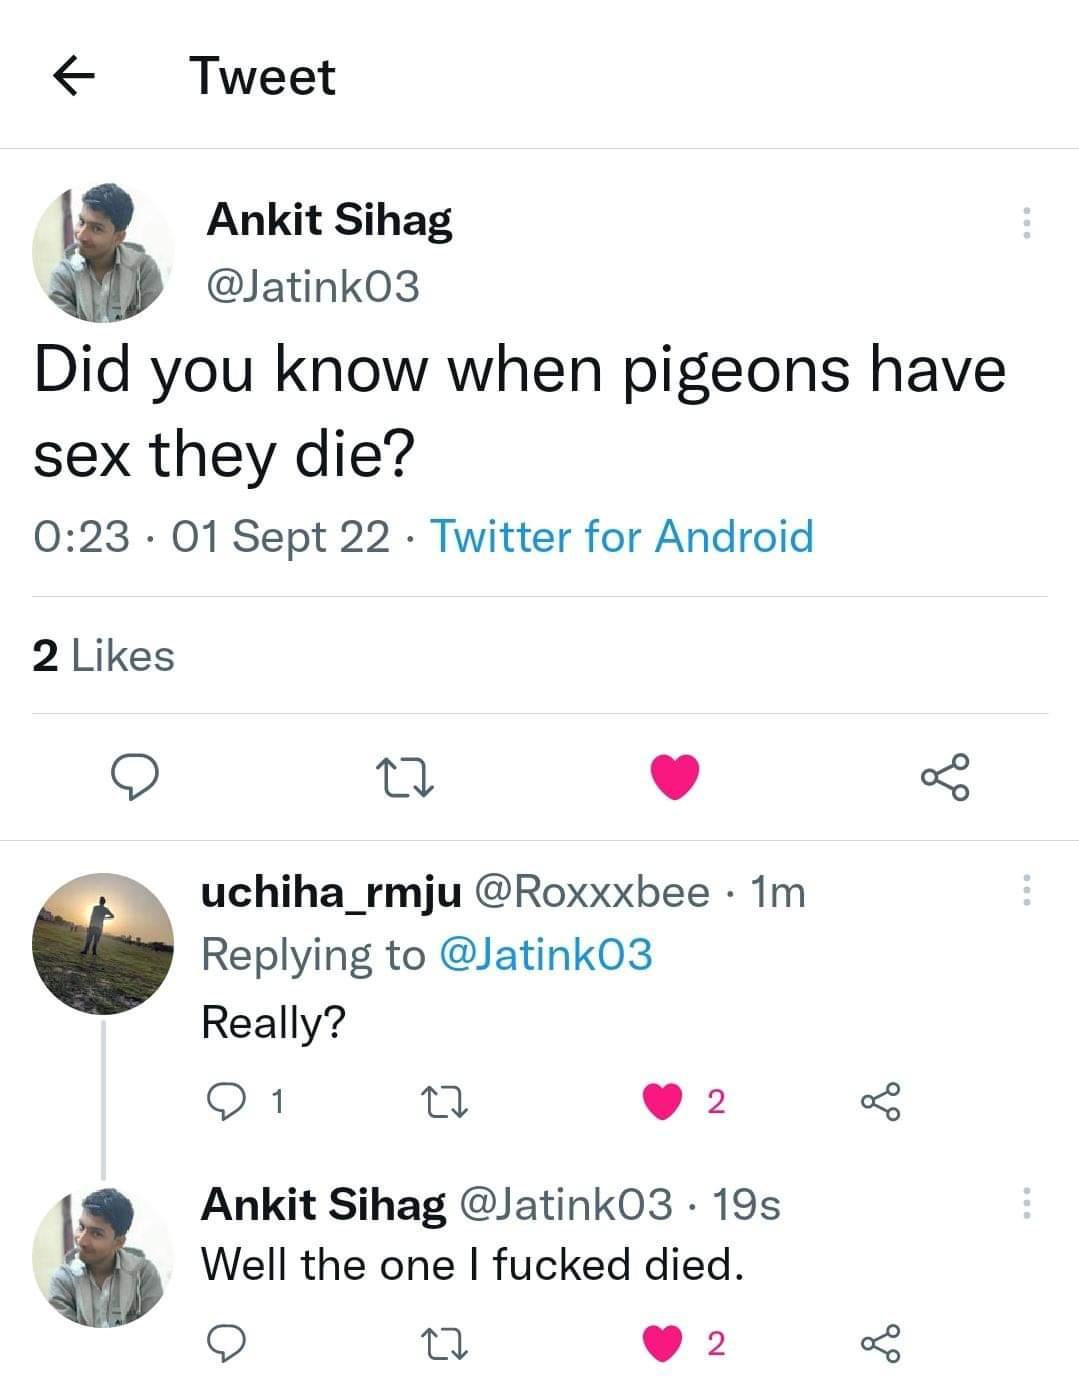 Tweet
Ankit Sihag
@Jatink03
Did you know when pigeons have
sex they die?
0:23 · 01 Sept 22 · Twitter for Android
2 Likes
uchiha_rmju @Roxxxbee · 1m
Replying to @Jatink03
Really?
1 2
Ankit Sihag @Jatink03 · 19s
Well the one I fucked died.
2